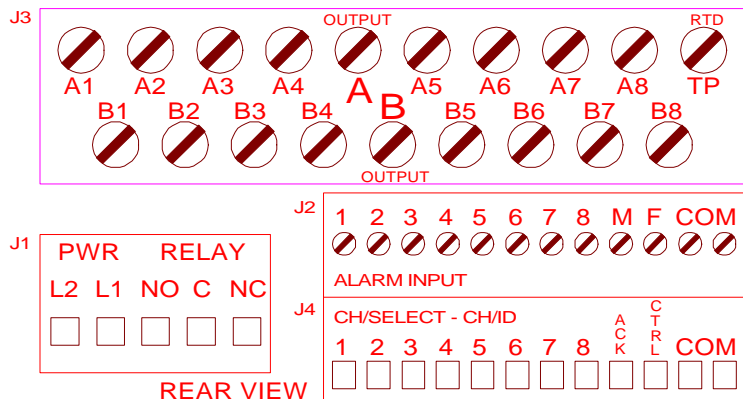 J3
OUTPUT RTD
A1 A2 A3 A4 A A5 A6 A7 A8 TP
B1 B2 B3 B4 B B5 B6 B7 B8
OUTPUT
J2
1 2 3 4 5 6 7 8 M F COM
ALARM INPUT
J1
PWR RELAY
L2 L1 NO C NC
J4
CH/SELECT - CH/ID
1 2 3 4 5 6 7 8 ACK CTRL COM
REAR VIEW